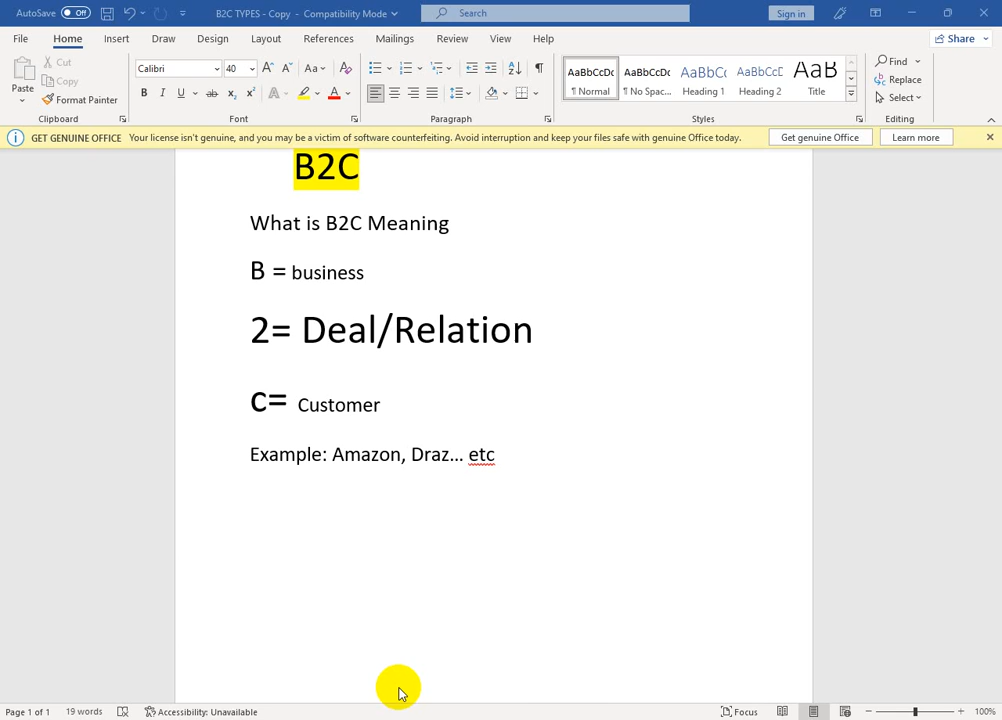 AutoSave Off B2C TYPES - Copy - Compatibility Mode Search Sign in
File Home Insert Draw Design Layout References Mailings Review View Help Share
Paste Cut Copy Format Painter
Clipboard
Calibri 40
B I U ab x₂ x² A A
Font
Paragraph
AaBbCcDc AaBbCcDc AaBbCc AaBbCcD AaB
¶ Normal ¶ No Spac... Heading 1 Heading 2 Title
Styles
Find
Replace
Select
Editing
GET GENUINE OFFICE Your license isn't genuine, and you may be a victim of software counterfeiting. Avoid interruption and keep your files safe with genuine Office today. Get genuine Office Learn more
B2C
What is B2C Meaning
B = business
2= Deal/Relation
c= Customer
Example: Amazon, Draz... etc
Page 1 of 1 19 words Accessibility: Unavailable Focus 100%